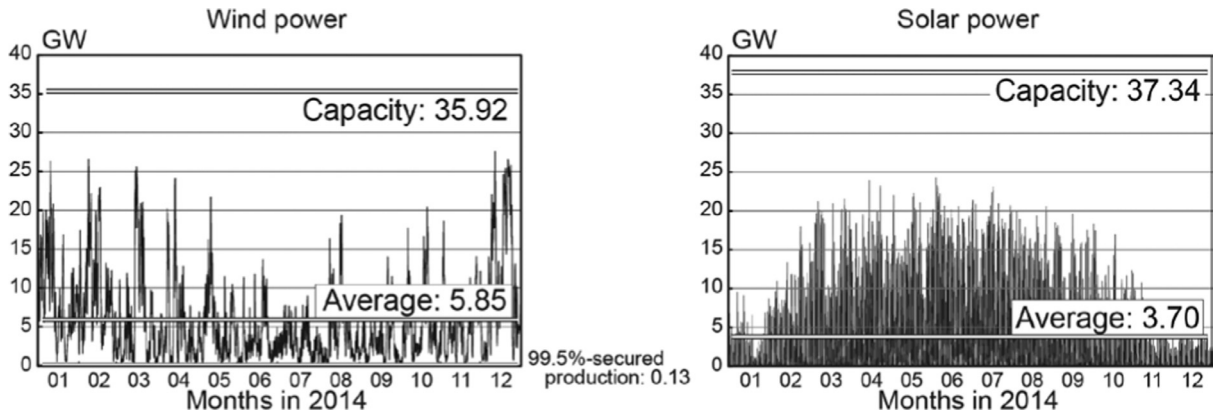 Wind power
GW
40
35
30
25
20
15
10
5
0
Capacity: 35.92
Average: 5.85
99.5%-secured
production: 0.13
01 02 03 04 05 06 07 08 09 10 11 12
Months in 2014
Solar power
GW
40
35
30
25
20
15
10
5
0
Capacity: 37.34
Average: 3.70
01 02 03 04 05 06 07 08 09 10 11 12
Months in 2014